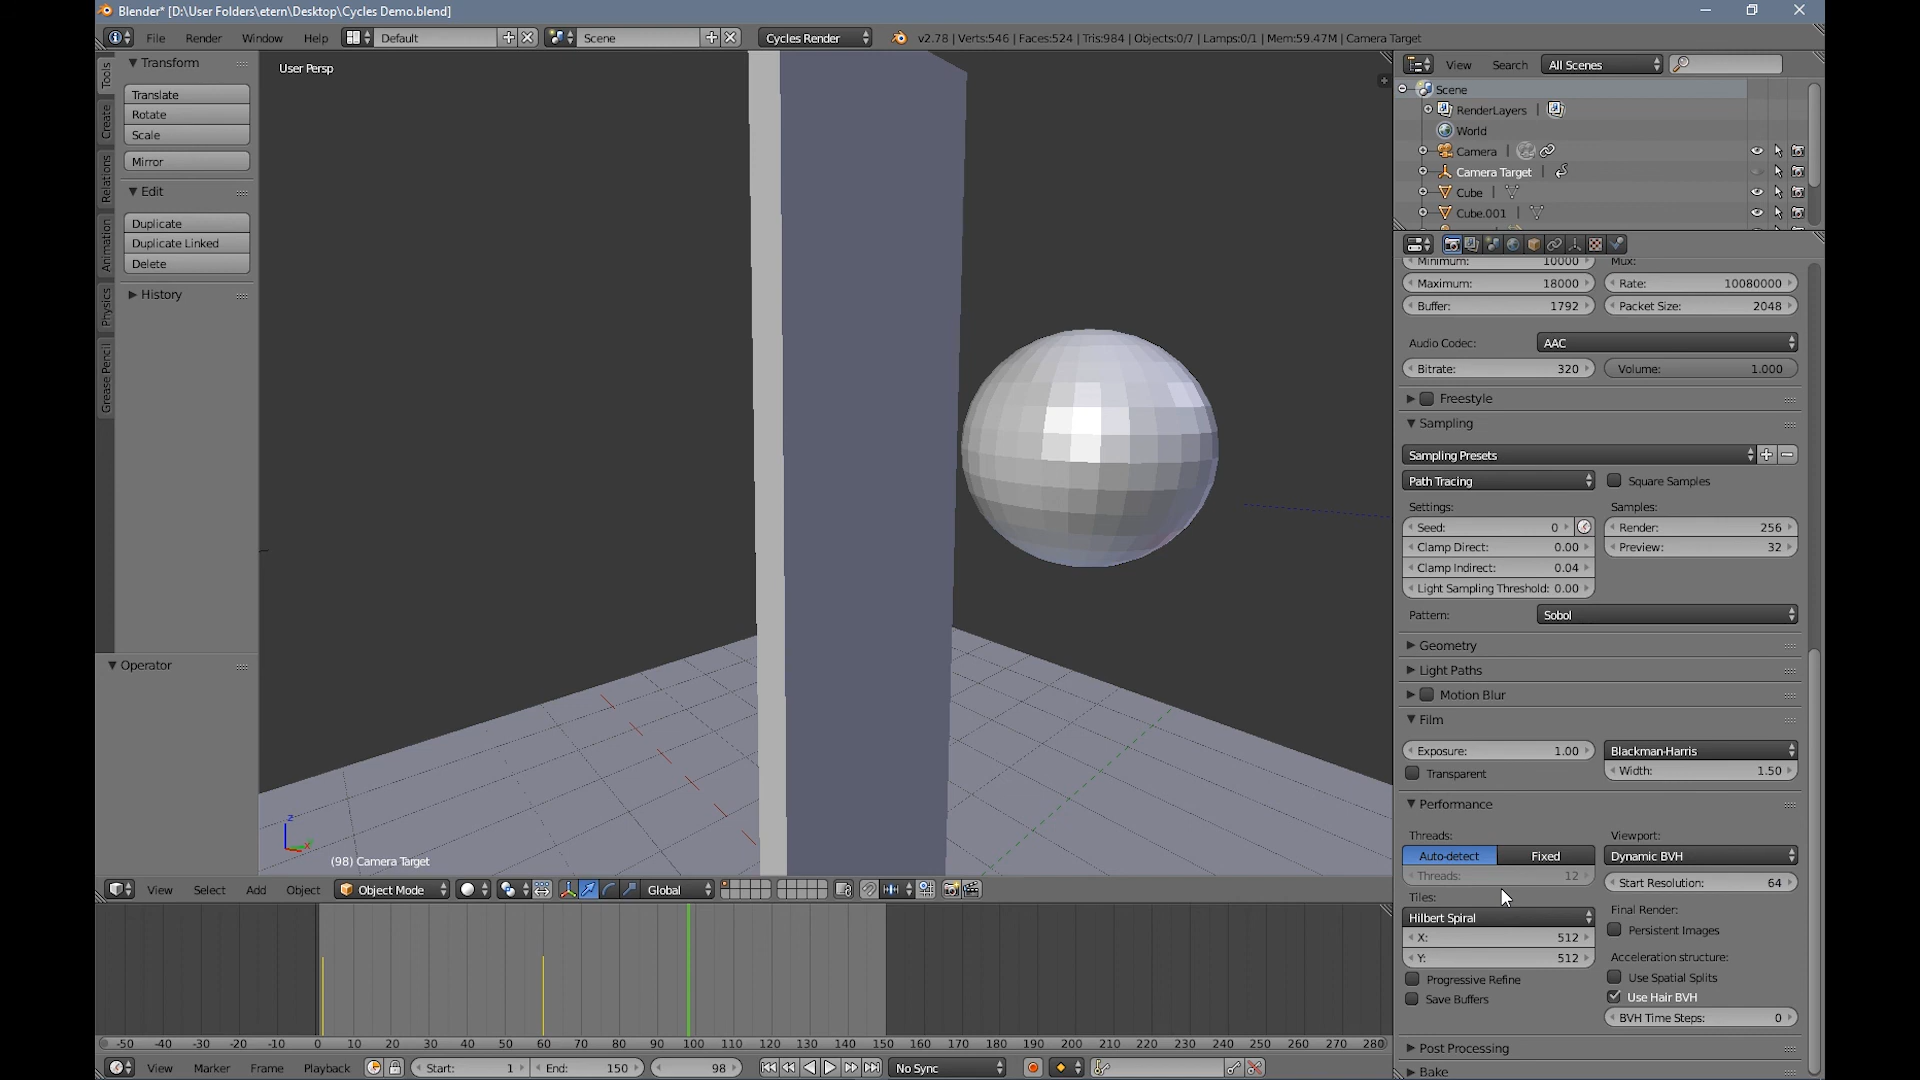 Blender* [D:\User Folders\etern\Desktop\Cycles Demo.blend]
File Render Window Help Default Scene Cycles Render v2.78 | Verts:546 | Faces:524 | Tris:984 | Objects:0/7 | Lamps:0/1 | Mem:59.47M | Camera Target
Tools
Create
Relations
Animation
Physics
Grease Pencil
Transform
Translate
Rotate
Scale
Mirror
Edit
Duplicate
Duplicate Linked
Delete
History
Operator
User Persp
z
x
(98) Camera Target
View Select Add Object Object Mode Global
-50 -40 -30 -20 -10 0 10 20 30 40 50 60 70 80 90 100 110 120 130 140 150 160 170 180 190 200 210 220 230 240 250 260 270 280
View Marker Frame Playback Start: 1 End: 150 98 No Sync
View Search All Scenes
Scene
RenderLayers
World
Camera
Camera Target
Cube
Cube.001
Minimum: 10000 Mux:
Maximum: 18000 Rate: 10080000
Buffer: 1792 Packet Size: 2048
Audio Codec: AAC
Bitrate: 320 Volume: 1.000
Freestyle
Sampling
Sampling Presets
Path Tracing Square Samples
Settings: Samples:
Seed: 0 Render: 256
Clamp Direct: 0.00 Preview: 32
Clamp Indirect: 0.04
Light Sampling Threshold: 0.00
Pattern: Sobol
Geometry
Light Paths
Motion Blur
Film
Exposure: 1.00 Blackman-Harris
Transparent Width: 1.50
Performance
Threads: Viewport:
Auto-detect Fixed Dynamic BVH
Threads: 12 Start Resolution: 64
Tiles: Final Render:
Hilbert Spiral Persistent Images
X: 512
Y: 512 Acceleration structure:
Progressive Refine Use Spatial Splits
Save Buffers Use Hair BVH
BVH Time Steps: 0
Post Processing
Bake